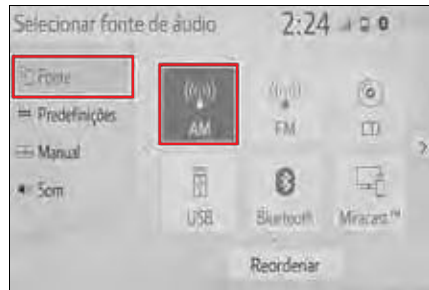 Selecionar fonte de áudio 2:24
Fonte
Predefinições
Manual
Som
AM
FM
CD
USB
Bluetooth
Miracast™
Reordenar